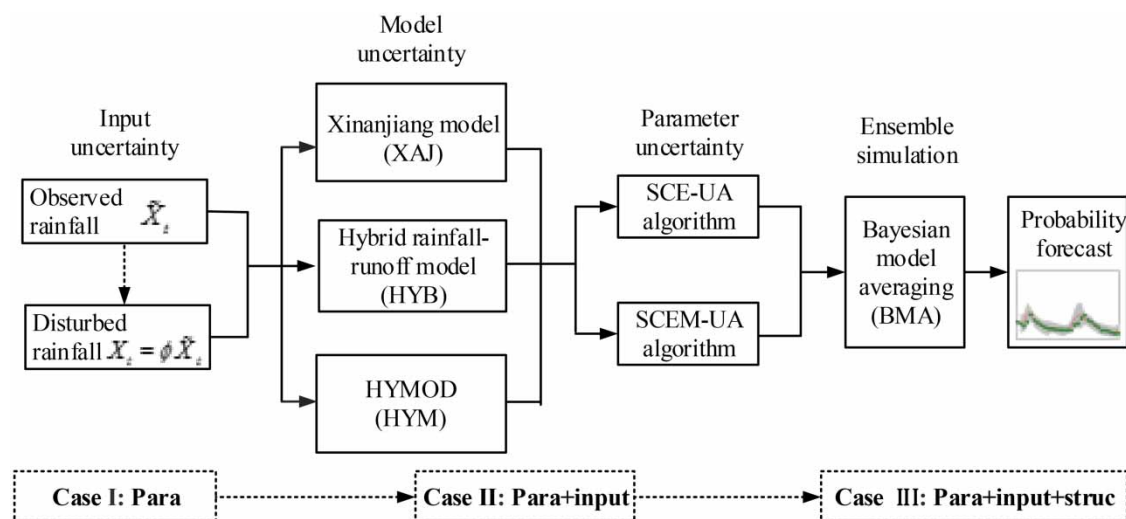 Input
uncertainty
Observed
rainfall X̃ₜ
Disturbed
rainfall Xₜ = ϕX̃ₜ
Model
uncertainty
Xinanjiang model
(XAJ)
Hybrid rainfall-
runoff model
(HYB)
HYMOD
(HYM)
Parameter
uncertainty
SCE-UA
algorithm
SCEM-UA
algorithm
Ensemble
simulation
Bayesian
model
averaging
(BMA)
Probability
forecast
Case I: Para
Case II: Para+input
Case III: Para+input+struc